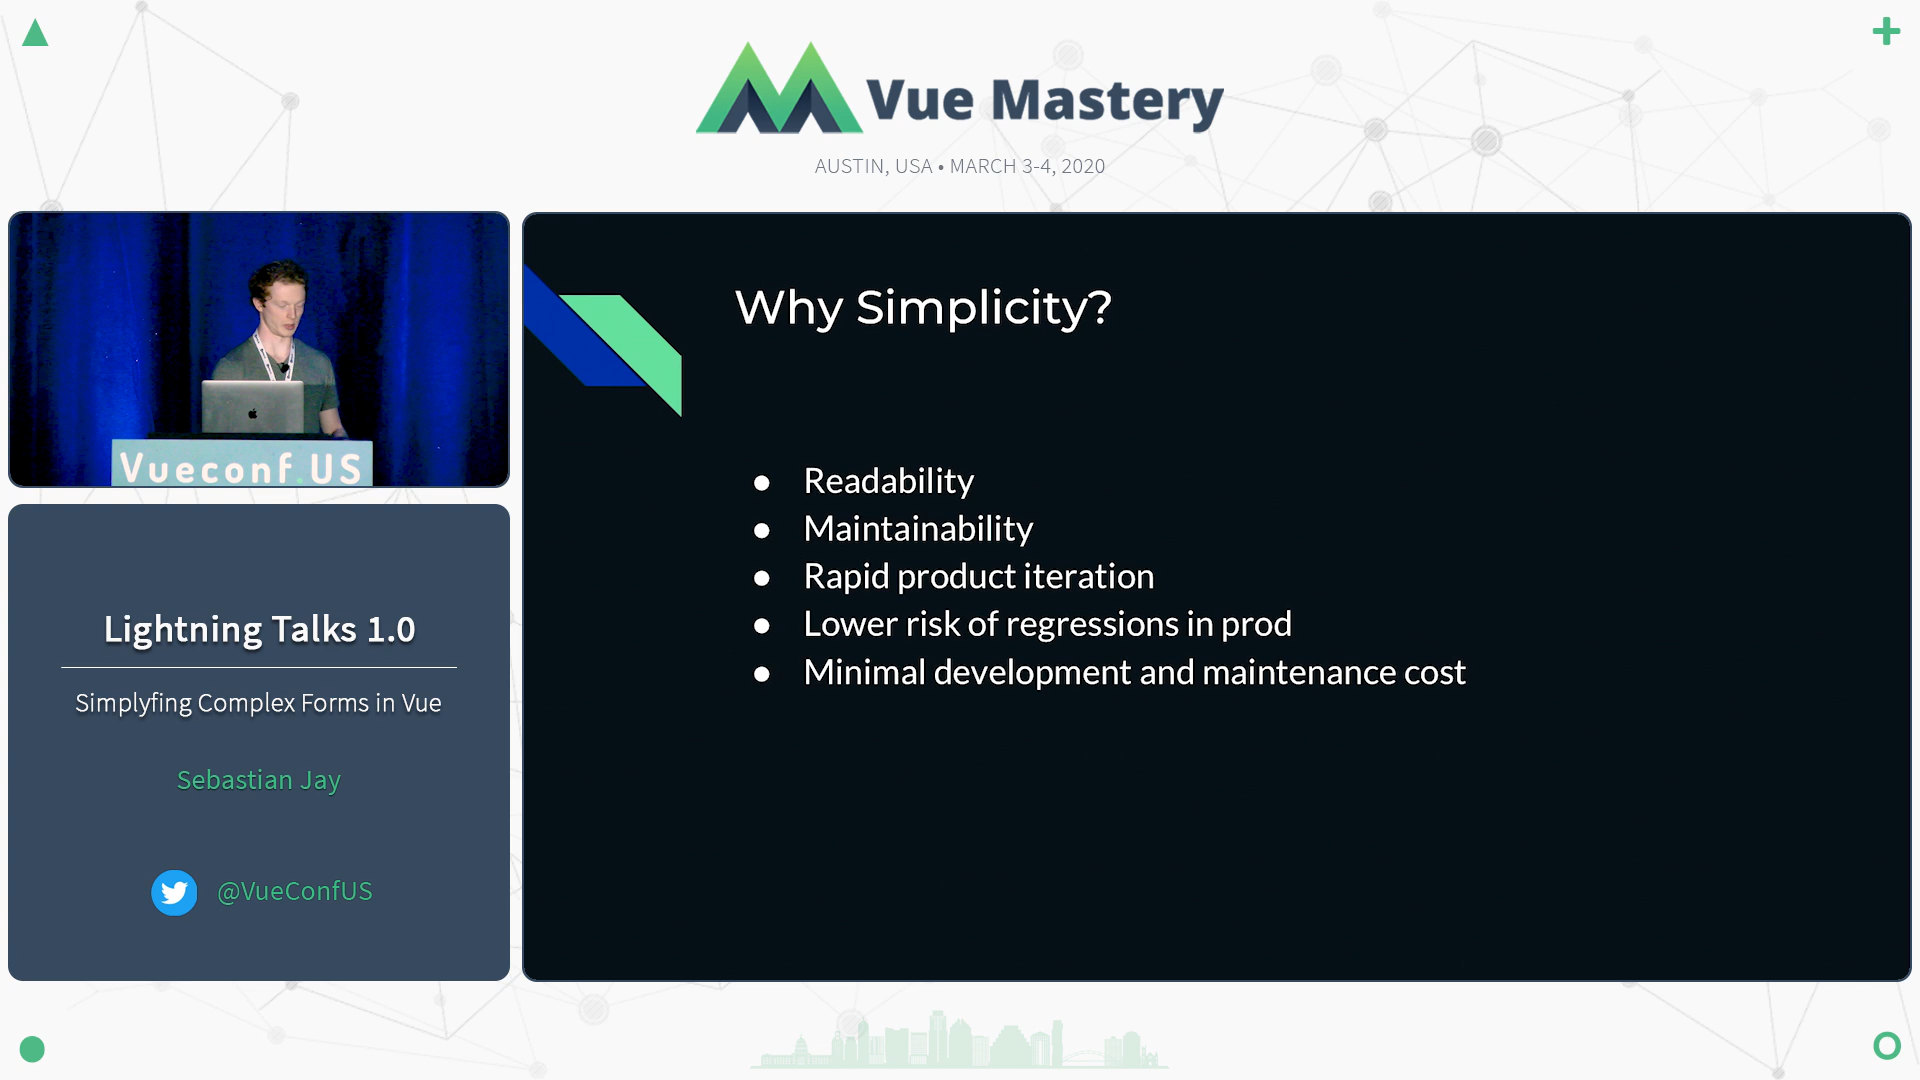 Vue Mastery
AUSTIN, USA • MARCH 3-4, 2020
Vueconf.US
Lightning Talks 1.0
Simplyfing Complex Forms in Vue
Sebastian Jay
@VueConfUS
Why Simplicity?
● Readability
● Maintainability
● Rapid product iteration
● Lower risk of regressions in prod
● Minimal development and maintenance cost